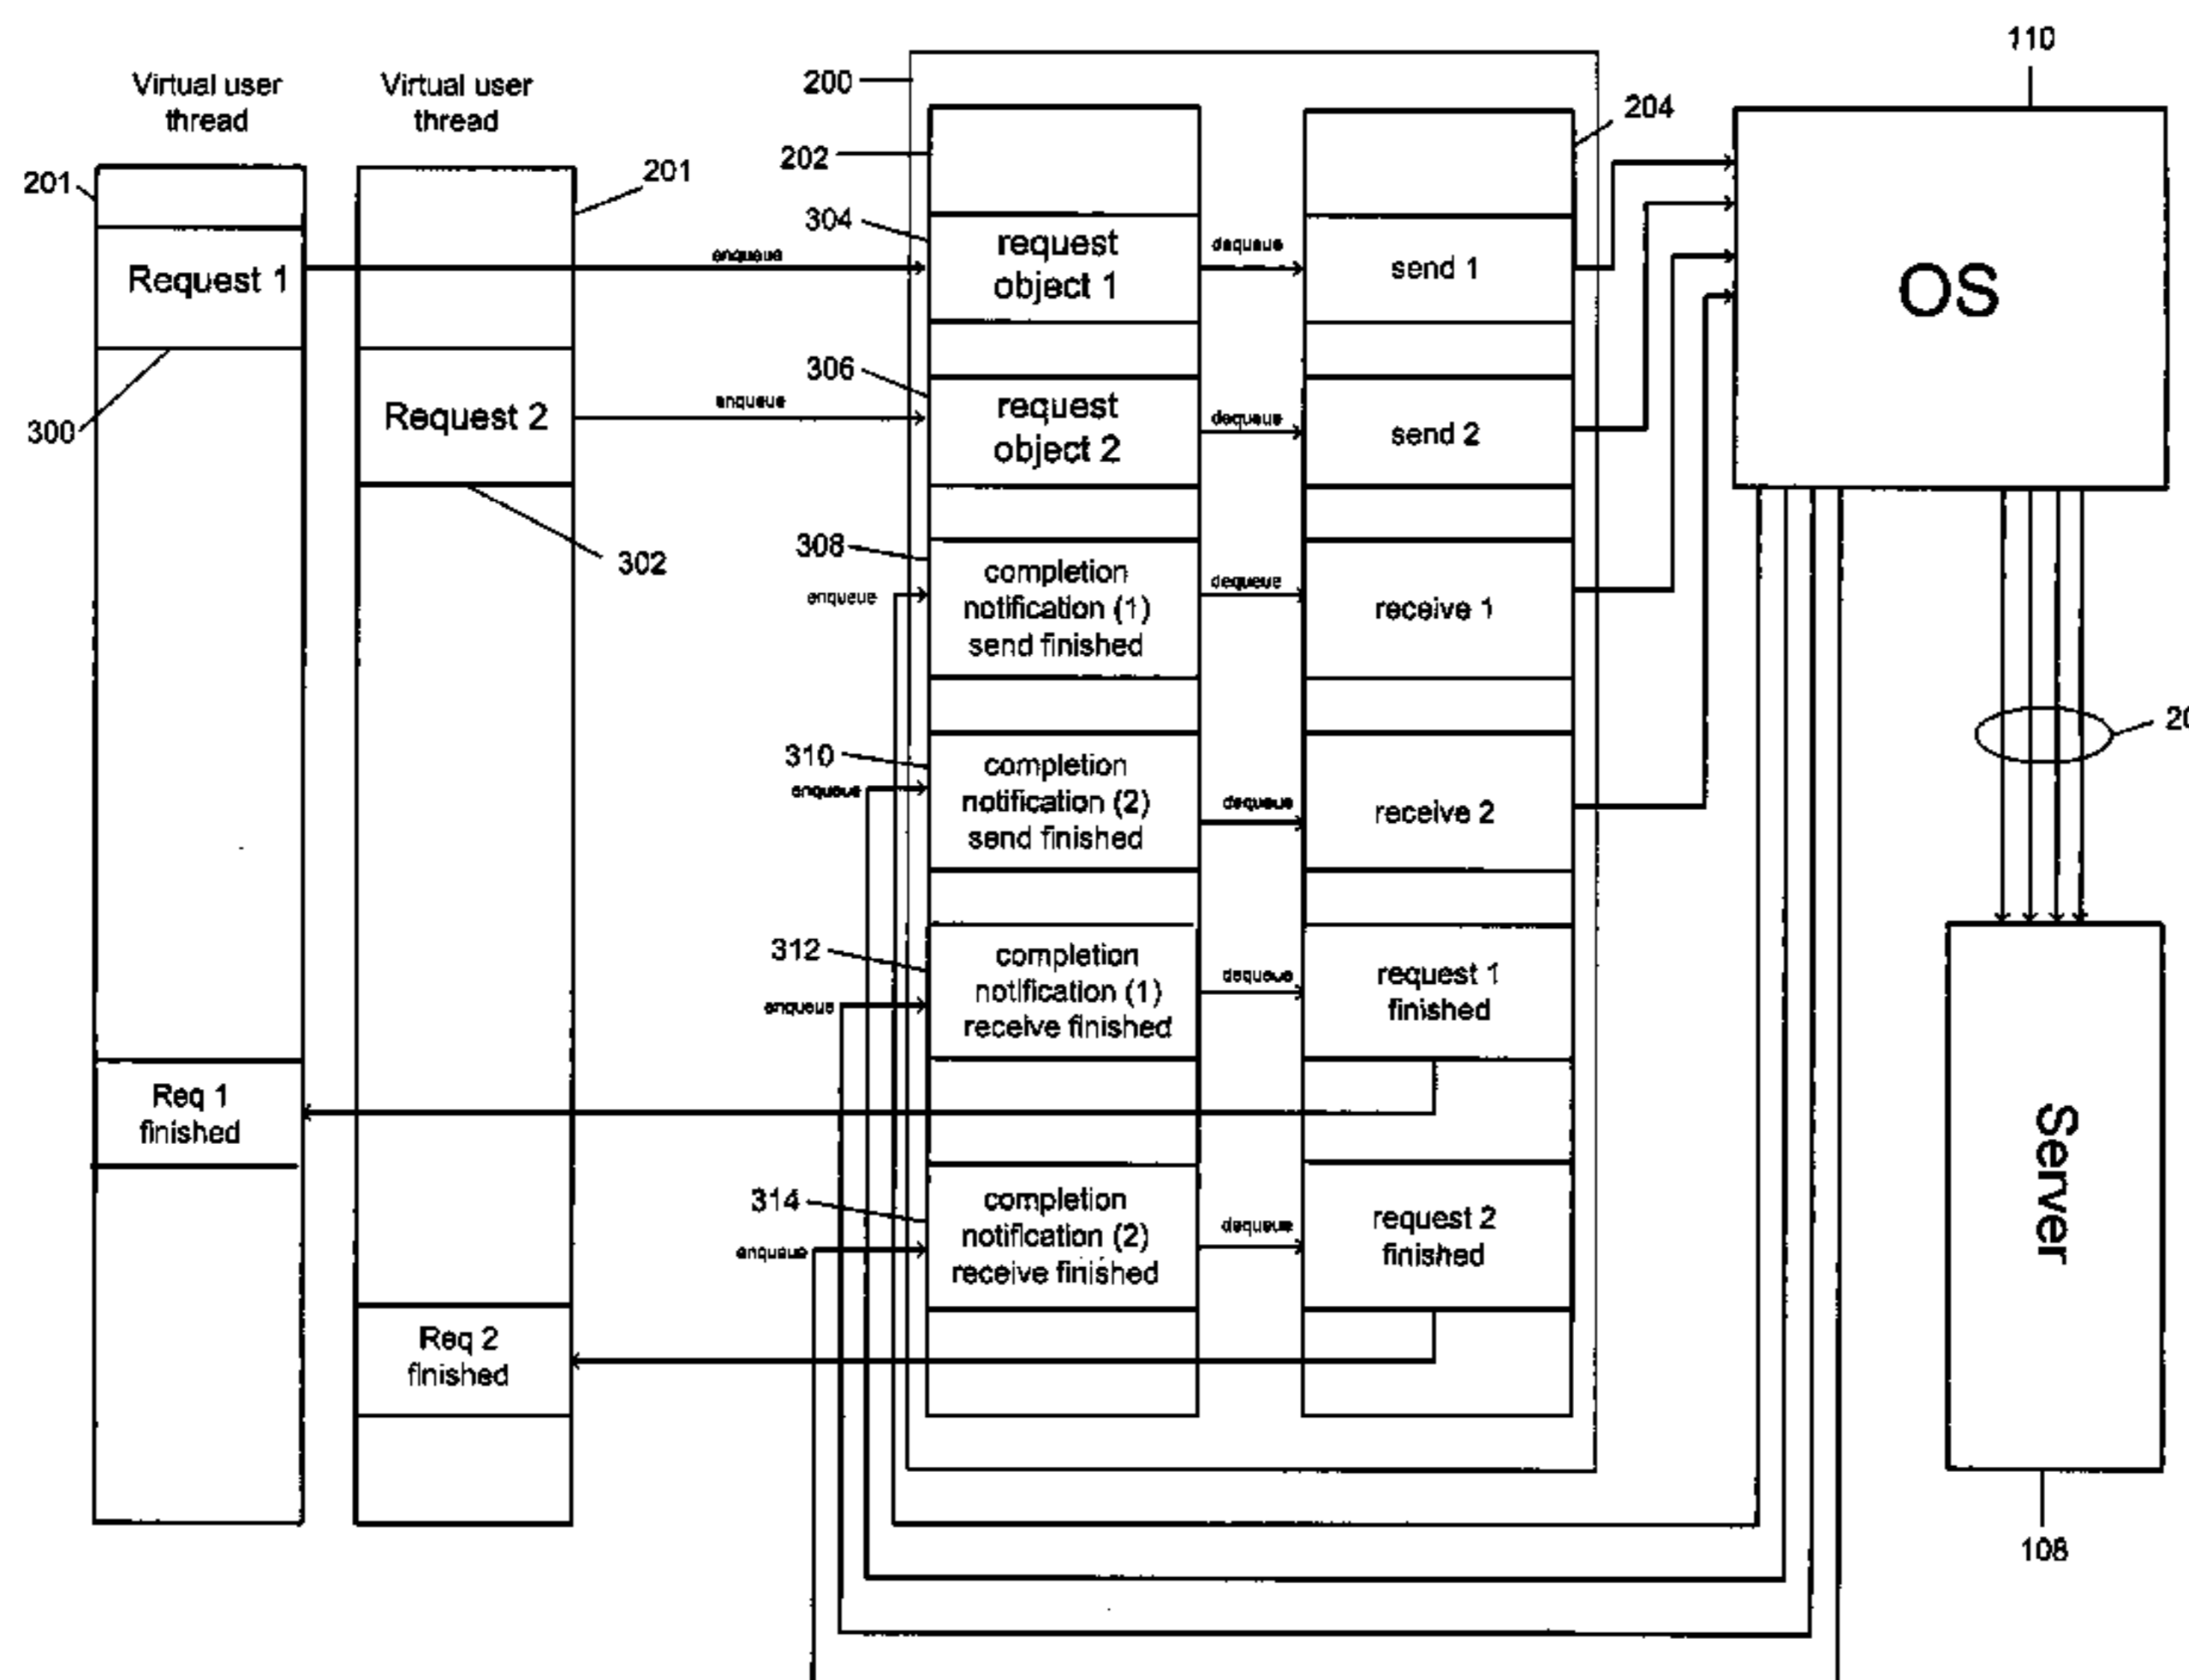 110
Virtual user
thread
Virtual user
thread
200
204
202
201
201
304
enqueue
request
object 1
dequeue
send 1
OS
Request 1
306
300
Request 2
enqueue
request
object 2
dequeue
send 2
302
308
enqueue
completion
notification (1)
send finished
dequeue
receive 1
310
enqueue
completion
notification (2)
send finished
dequeue
receive 2
312
enqueue
completion
notification (1)
receive finished
dequeue
request 1
finished
Req 1
finished
Server
314
enqueue
completion
notification (2)
receive finished
dequeue
request 2
finished
Req 2
finished
108